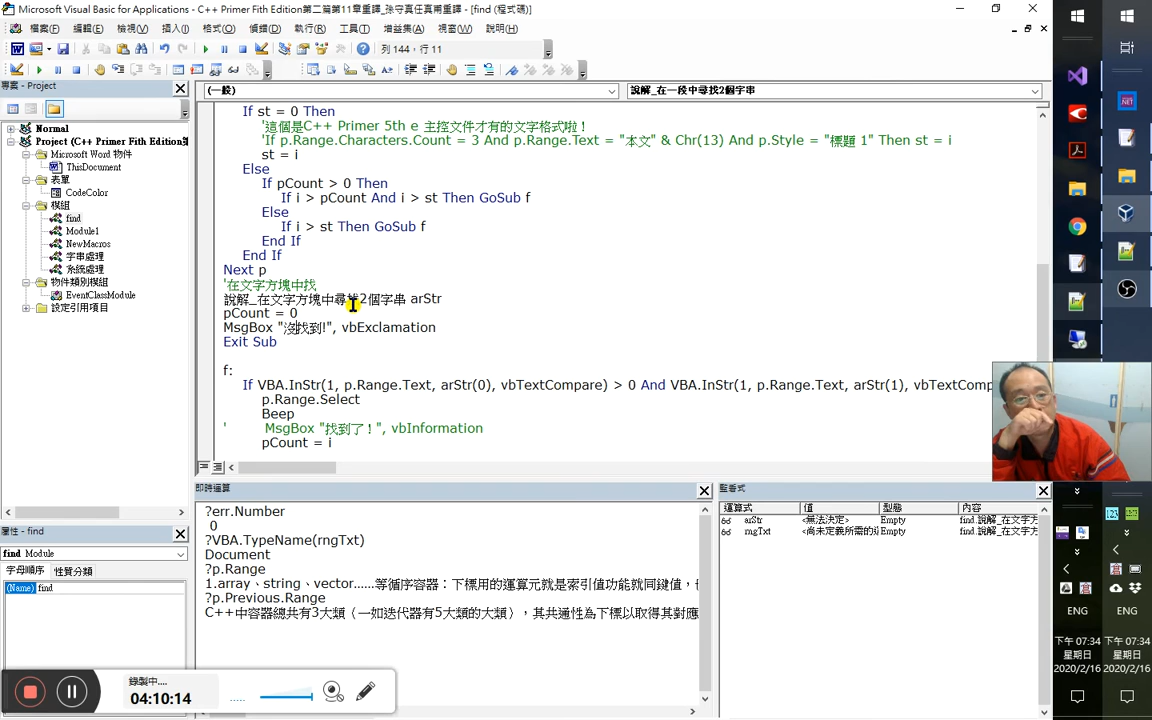 Microsoft Visual Basic for Applications - C++ Primer Fith Edition第二篇第11章重譯_孫守真任真甫重譯 - [find (程式碼)]
檔案(F) 編輯(E) 檢視(V) 插入(I) 格式(O) 偵錯(D) 執行(R) 工具(T) 增益集(A) 視窗(W) 說明(H)
列 144，行 11
專案 - Project
Normal
Project (C++ Primer Fith Edition第
Microsoft Word 物件
ThisDocument
表單
CodeColor
模組
find
Module1
NewMacros
字串處理
系統處理
物件類別模組
EventClassModule
設定引用項目
屬性 - find
find Module
字母順序 性質分類
(Name) find
(一般) 說解_在一段中尋找2個字串
If st = 0 Then
'這個是C++ Primer 5th e 主控文件才有的文字格式啦！
'If p.Range.Characters.Count = 3 And p.Range.Text = "本文" & Chr(13) And p.Style = "標題 1" Then st = i
st = i
Else
If pCount > 0 Then
If i > pCount And i > st Then GoSub f
Else
If i > st Then GoSub f
End If
End If
Next p
'在文字方塊中找
說解_在文字方塊中尋找2個字串 arStr
pCount = 0
MsgBox "沒找到!", vbExclamation
Exit Sub
f:
If VBA.InStr(1, p.Range.Text, arStr(0), vbTextCompare) > 0 And VBA.InStr(1, p.Range.Text, arStr(1), vbTextComp
p.Range.Select
Beep
' MsgBox "找到了！", vbInformation
pCount = i
即時運算
?err.Number
0
?VBA.TypeName(rngTxt)
Document
?p.Range
1.array、string、vector……等循序容器：下標用的運算元就是索引值功能就同鍵值，
?p.Previous.Range
C++中容器總共有3大類（一如迭代器有5大類的大類），其共通性為下標以取得其對應
監看式
運算式 值 型態 內容
arStr <無法決定> Empty find.說解_在文字方
rngTxt <尚未定義所需的 Empty find.說解_在文字方
錄製中....
04:10:14
ENG ENG
下午 07:34 下午 07:34
星期日 星期日
2020/2/16 2020/2/16